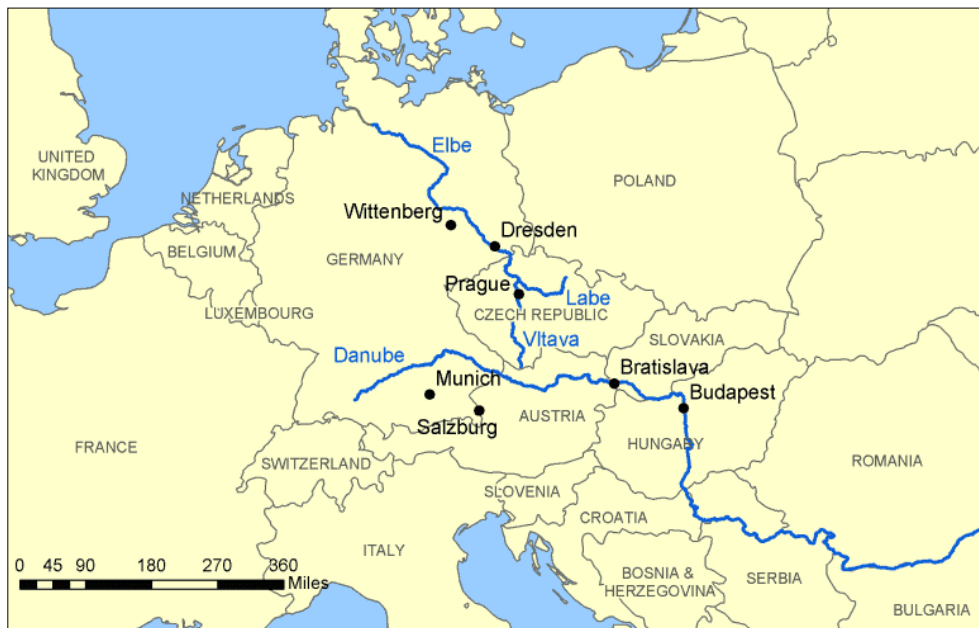 Elbe
UNITED
KINGDOM
POLAND
NETHERLANDS
Wittenberg
Dresden
BELGIUM
GERMANY
Prague
Labe
LUXEMBOURG
CZECH REPUBLIC
Vltava
SLOVAKIA
Danube
Bratislava
Munich
Budapest
AUSTRIA
Salzburg
FRANCE
HUNGABY
ROMANIA
SWITZERLAND
SLOVENIA
CROATIA
ITALY
0 45 90 180 270 360
Miles
BOSNIA &
HERZEGOVINA
SERBIA
BULGARIA